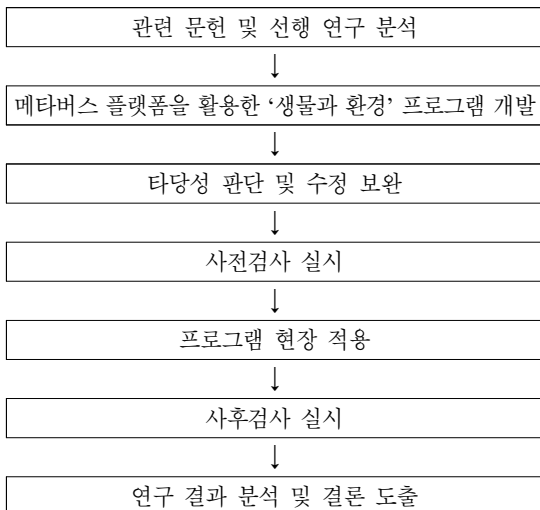 관련 문헌 및 선행 연구 분석
↓
메타버스 플랫폼을 활용한 ‘생물과 환경’ 프로그램 개발
↓
타당성 판단 및 수정 보완
↓
사전검사 실시
↓
프로그램 현장 적용
↓
사후검사 실시
↓
연구 결과 분석 및 결론 도출